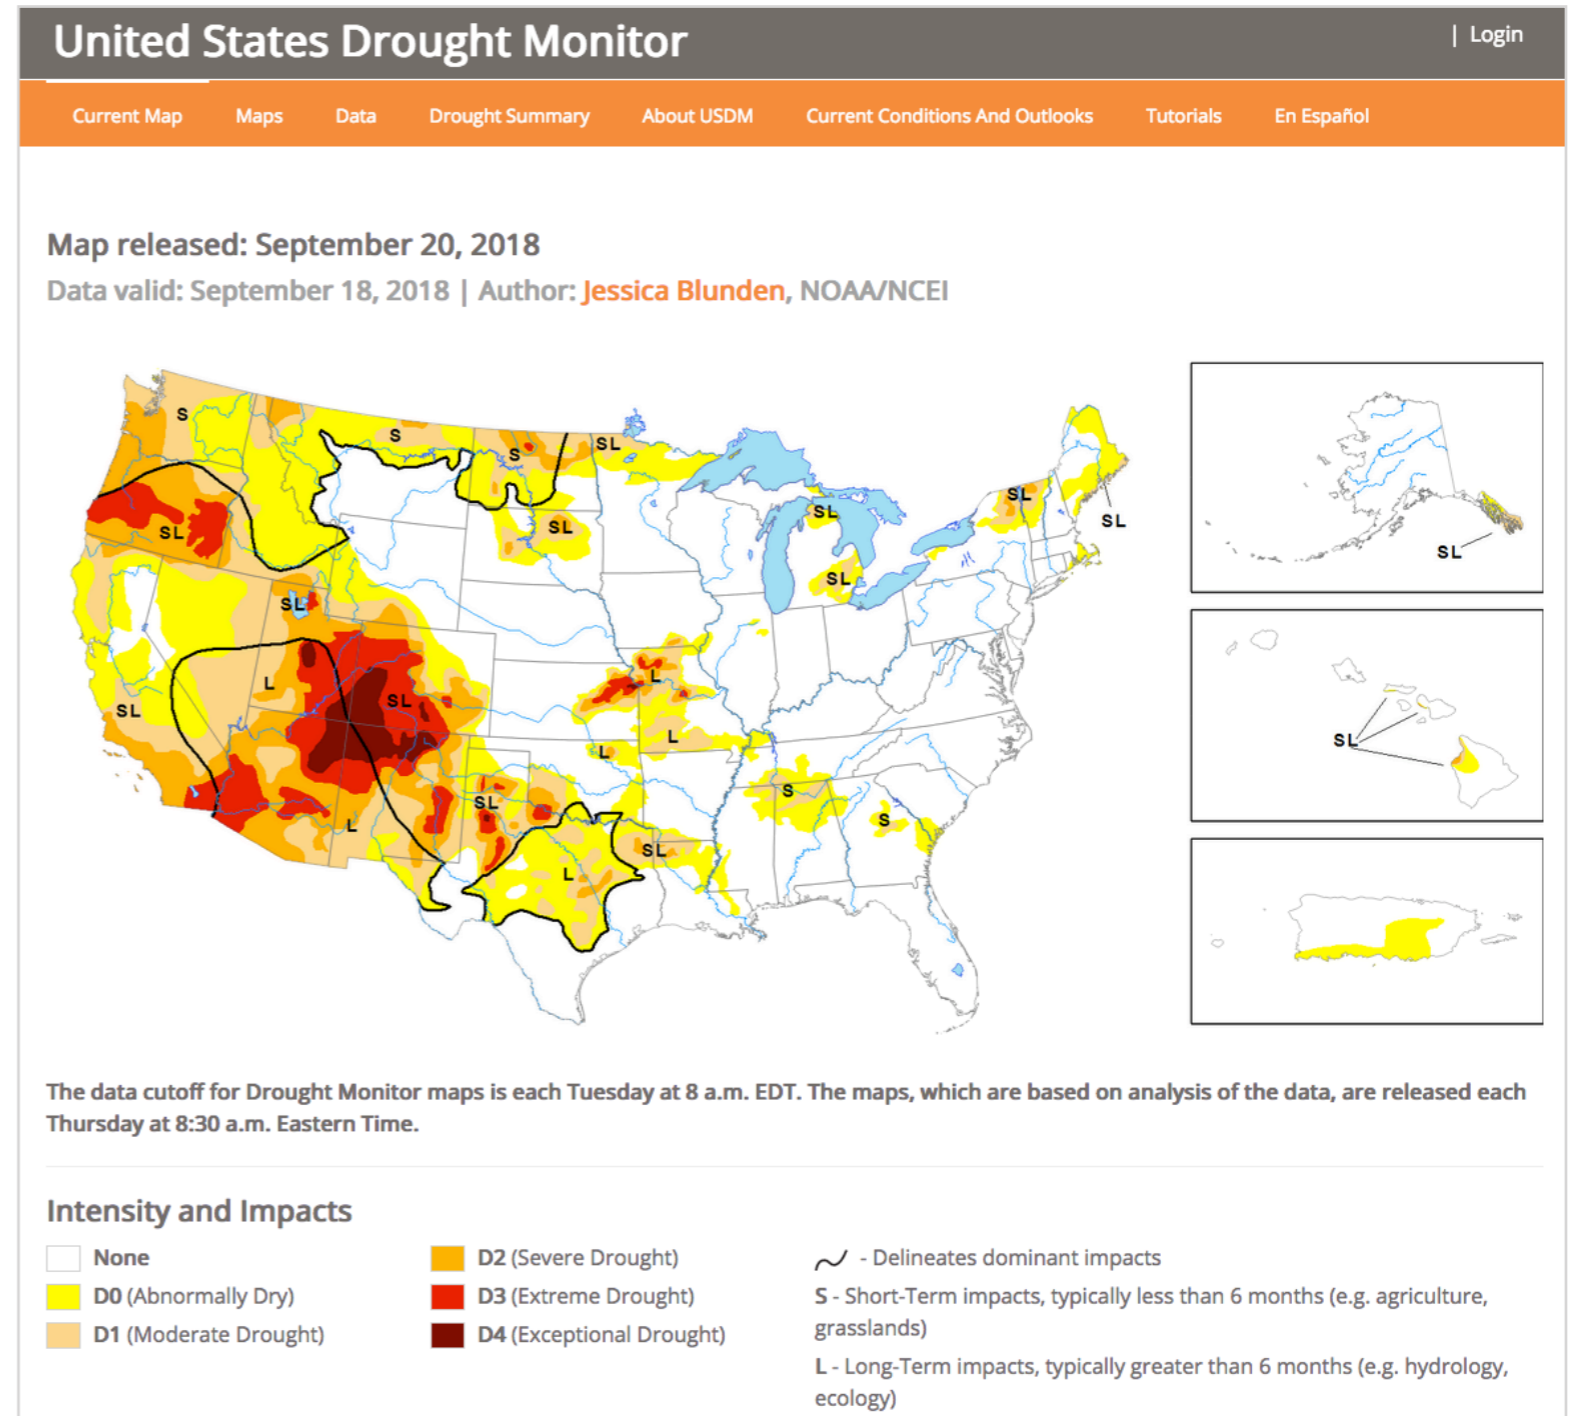 United States Drought Monitor
| Login
Current Map Maps Data Drought Summary About USDM Current Conditions And Outlooks Tutorials En Español
Map released: September 20, 2018
Data valid: September 18, 2018 | Author: Jessica Blunden, NOAA/NCEI
S
S
S
SL
SL
SL
SL
SL
SL
SL
SL
SL
L
SL
SL
L
L
L
SL
L
S
S
SL
L
SL
SL
The data cutoff for Drought Monitor maps is each Tuesday at 8 a.m. EDT. The maps, which are based on analysis of the data, are released each
Thursday at 8:30 a.m. Eastern Time.
Intensity and Impacts
None
D0 (Abnormally Dry)
D1 (Moderate Drought)
D2 (Severe Drought)
D3 (Extreme Drought)
D4 (Exceptional Drought)
- Delineates dominant impacts
S - Short-Term impacts, typically less than 6 months (e.g. agriculture,
grasslands)
L - Long-Term impacts, typically greater than 6 months (e.g. hydrology,
ecology)